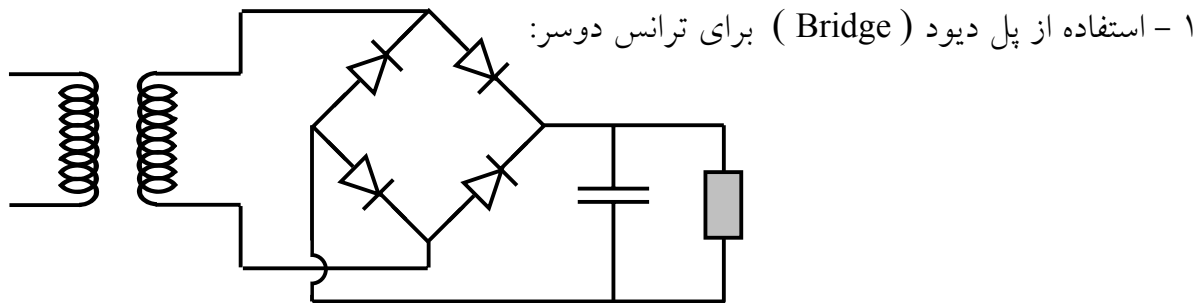 ۱ – استفاده از پل دیود ( Bridge ) برای ترانس دوسر: